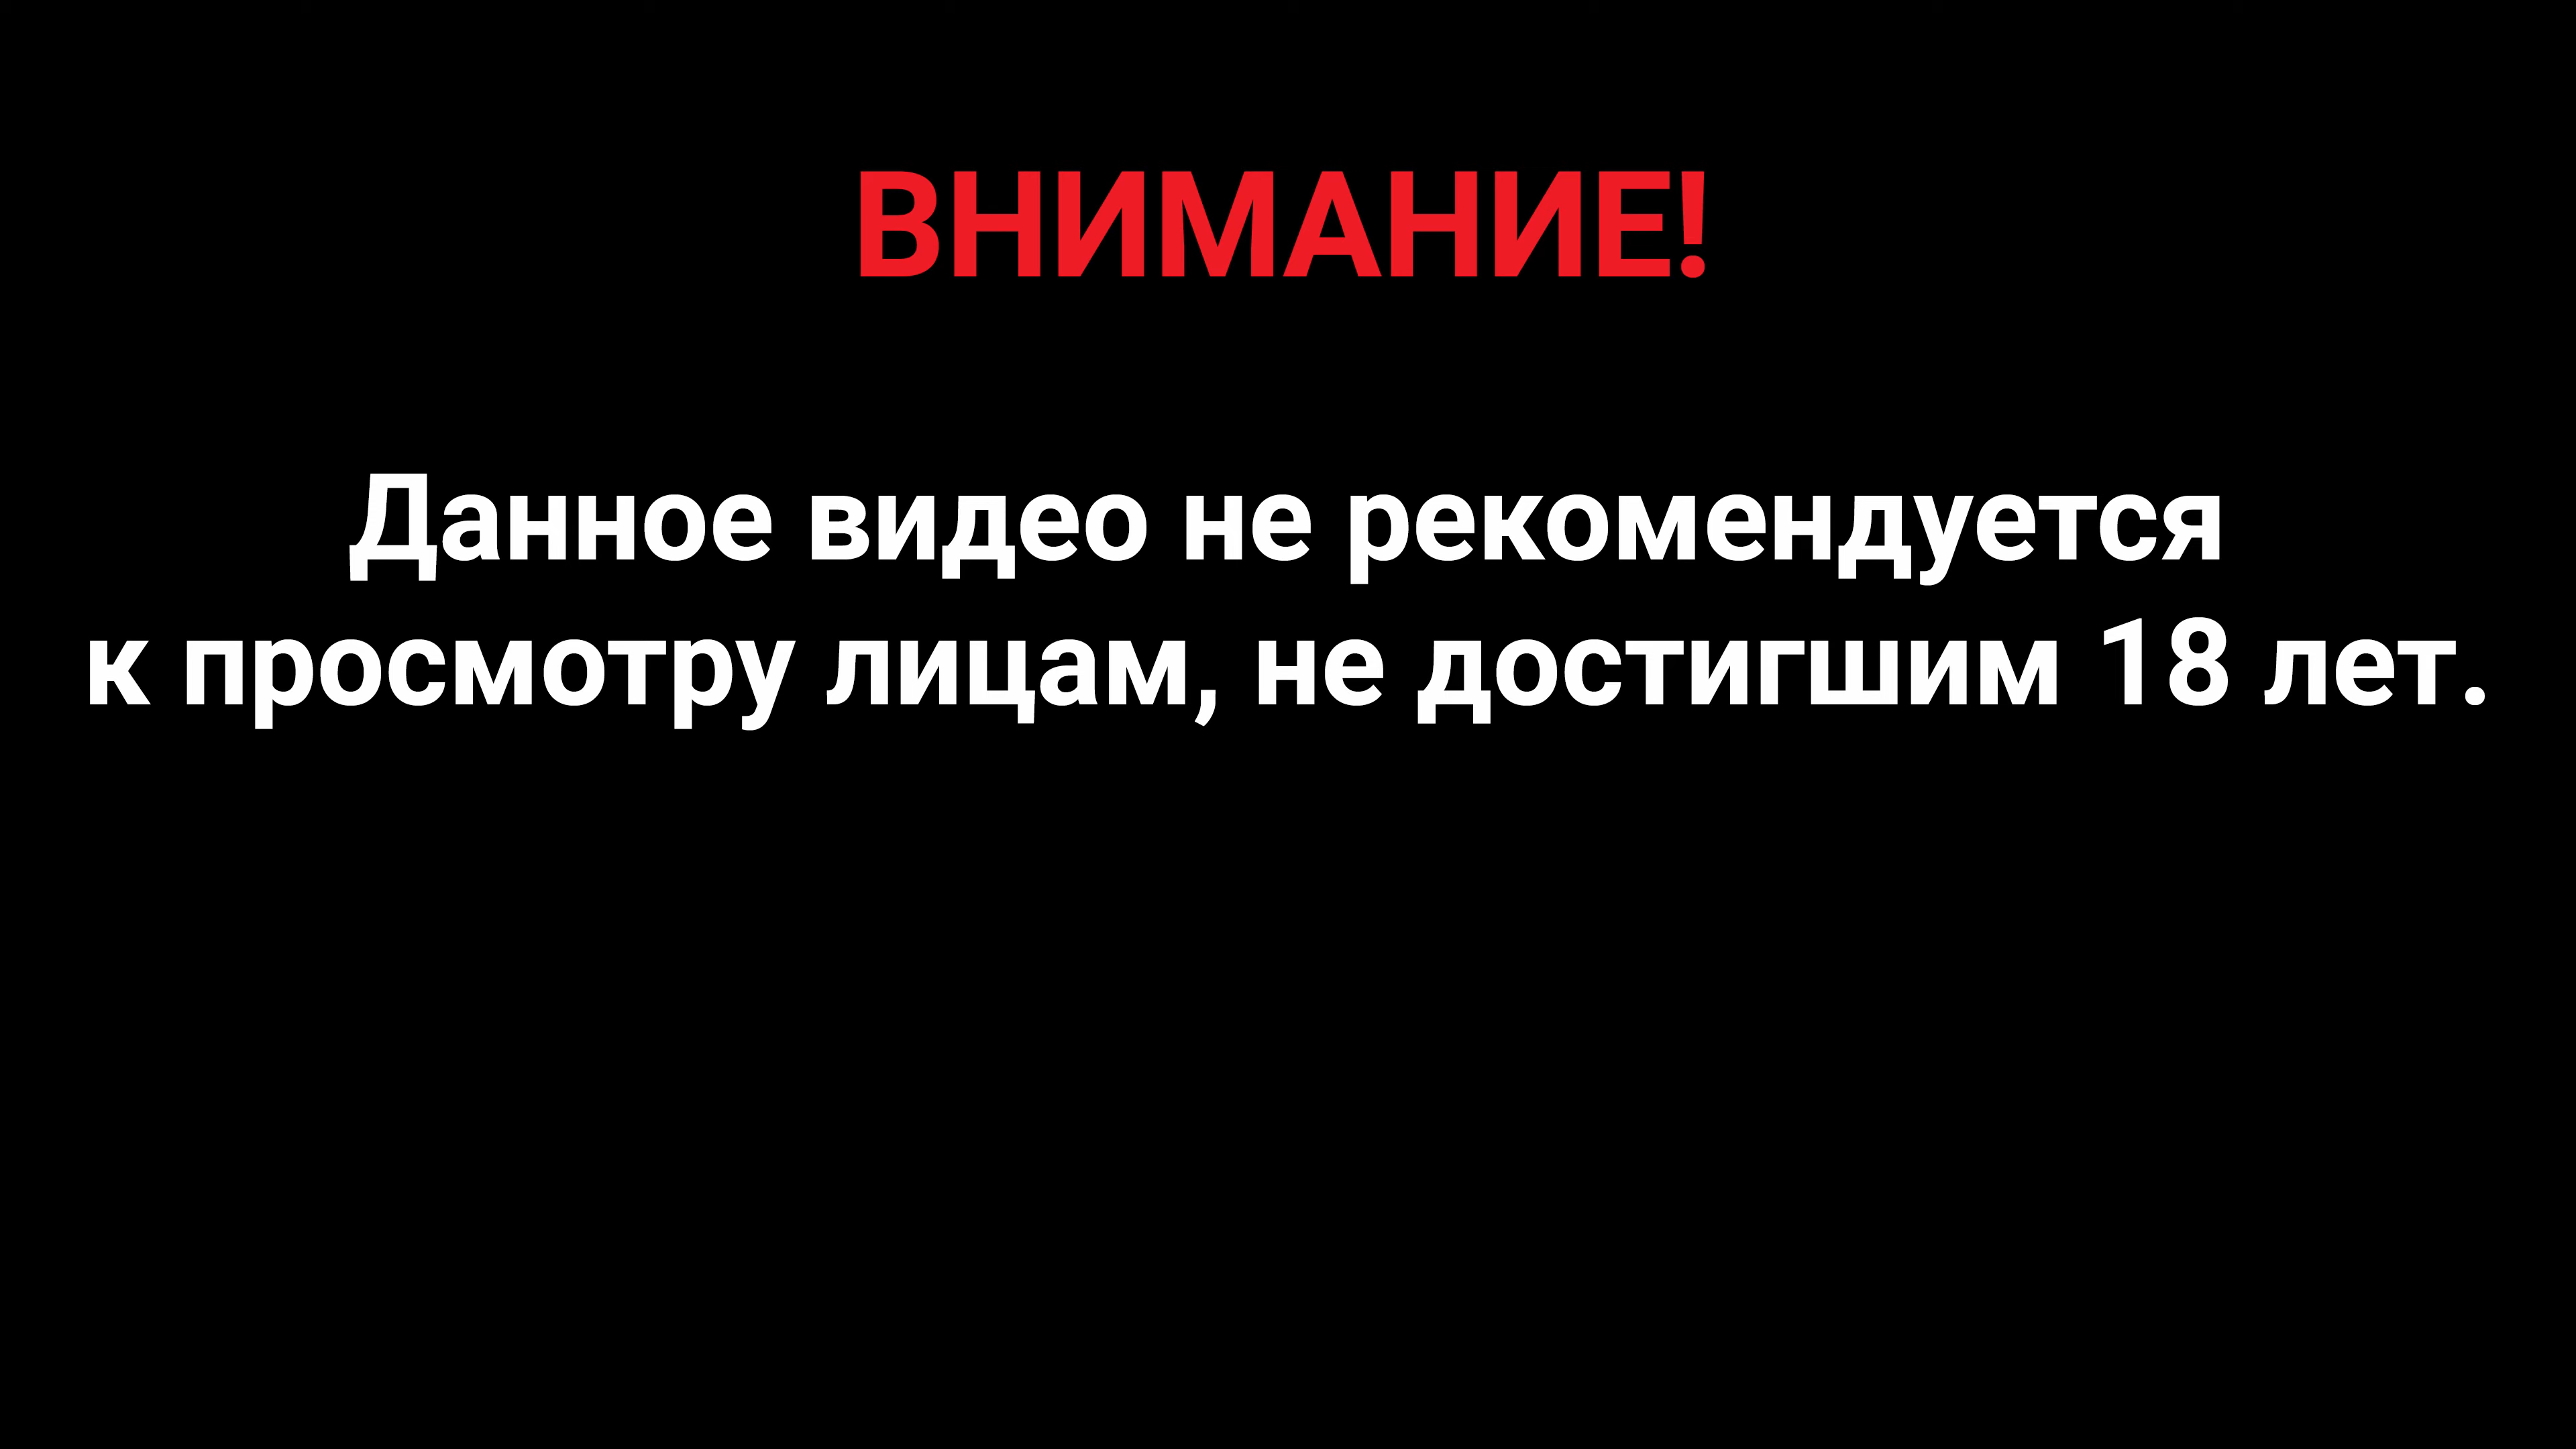 ВНИМАНИЕ!
Данное видео не рекомендуется
к просмотру лицам, не достигшим 18 лет.